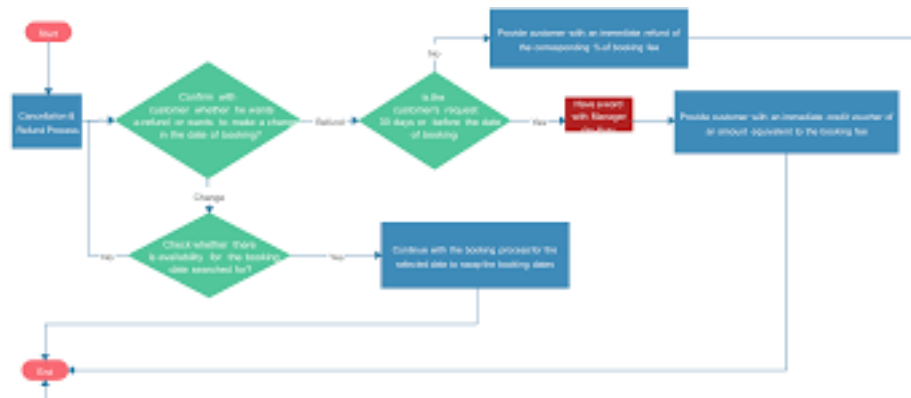 Start
Provide customer with an immediate refund of
the corresponding % of booking fee
No
Confirm with
customer whether he wants
a refund or wants to make a change
in the date of booking?
Is the
customer's request
30 days or before the date
of booking
Cancellation &
Refund Process
Refund
Yes
Have a word
with Manager
Provide customer with an immediate credit voucher
of an amount equivalent to the booking fee
Change
Check whether there
is availability for the booking
date searched for?
No
Yes
Continue with the booking process for the
selected date to swap the booking dates
End